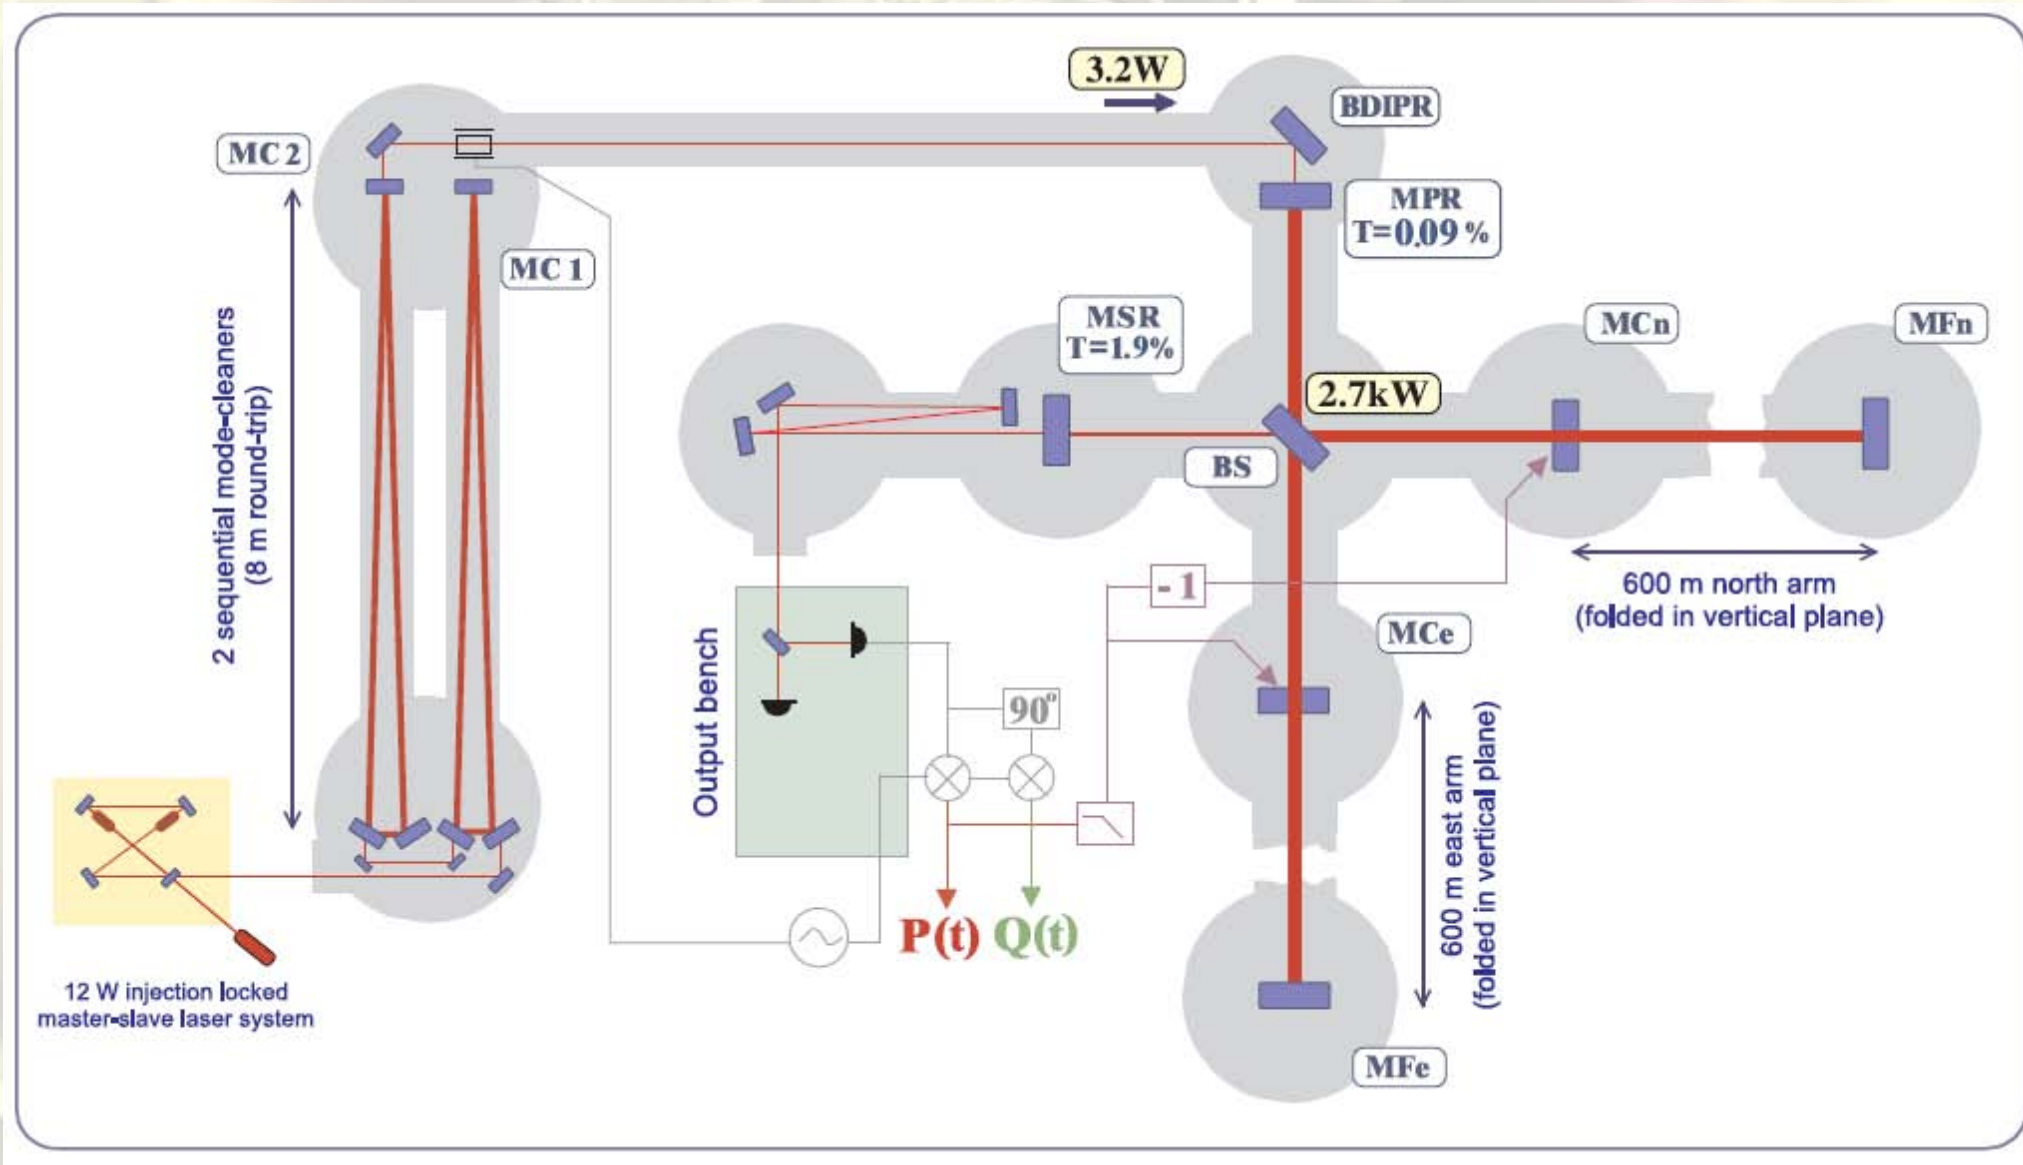 3.2W
BDIPR
MC 2
MPR
T=0.09 %
MC 1
MSR
T=1.9%
MCn
MFn
2.7kW
BS
2 sequential mode-cleaners
(8 m round-trip)
- 1
600 m north arm
(folded in vertical plane)
MCe
Output bench
90°
600 m east arm
(folded in vertical plane)
P(t) Q(t)
12 W injection locked
master-slave laser system
MFe